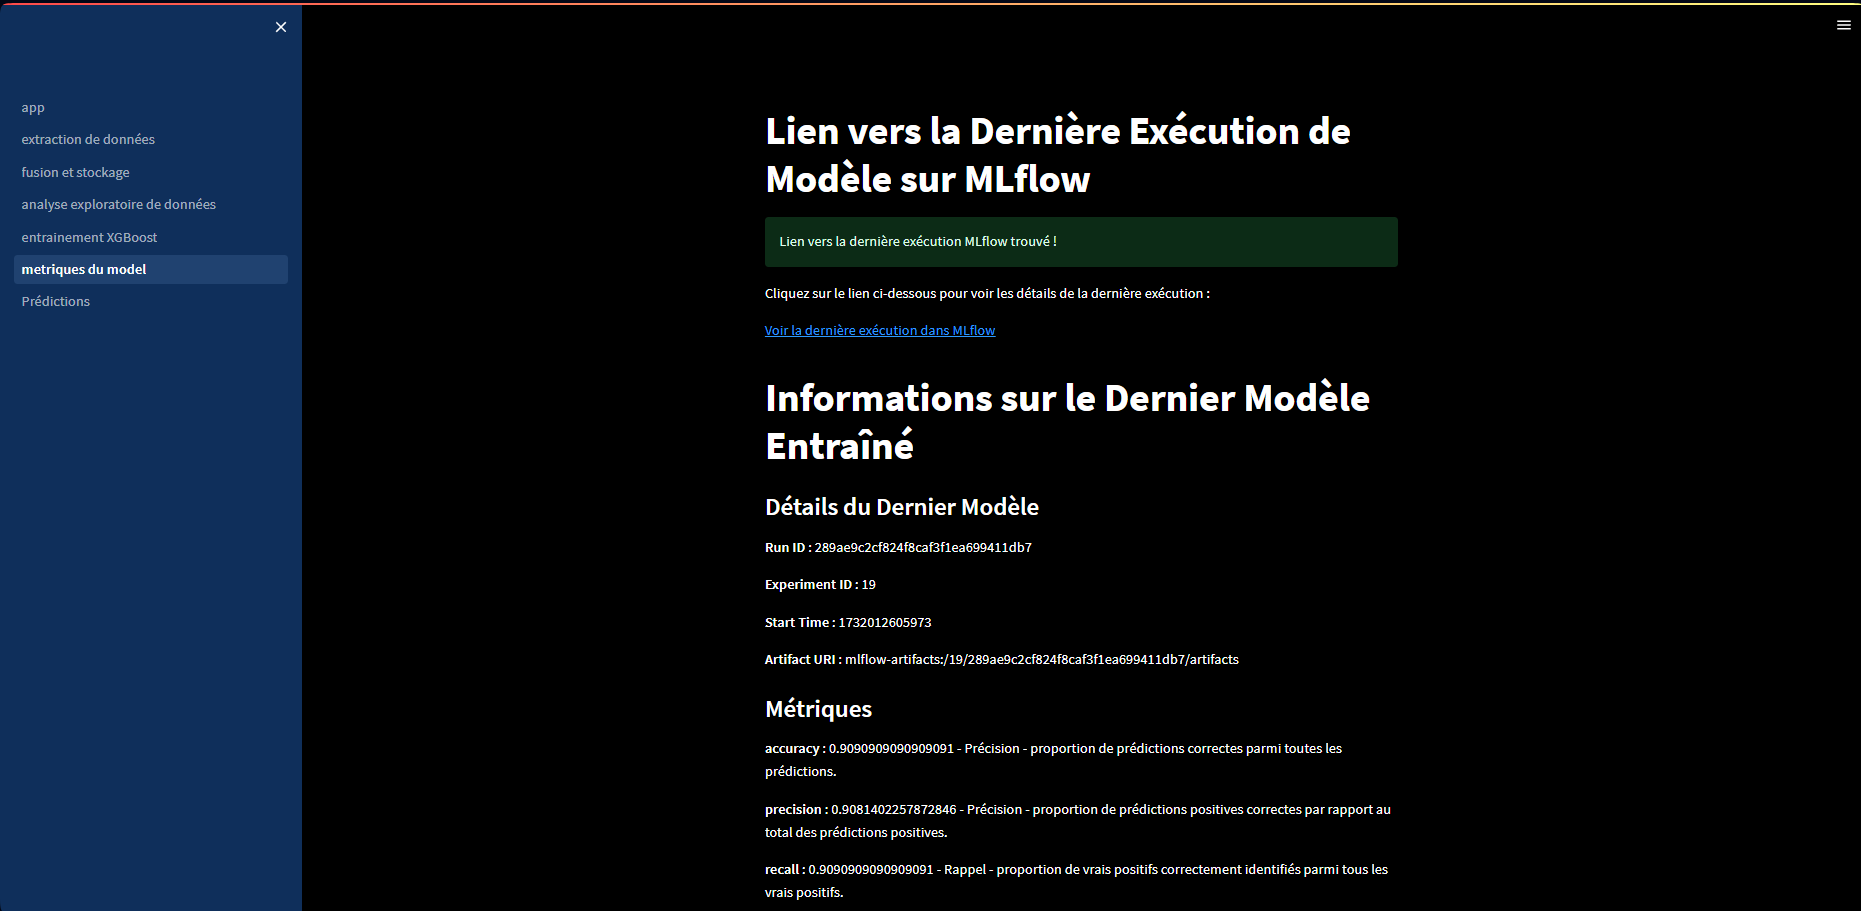 app
extraction de données
fusion et stockage
analyse exploratoire de données
entrainement XGBoost
metriques du model
Prédictions
Lien vers la Dernière Exécution de
Modèle sur MLflow
Lien vers la dernière exécution MLflow trouvé !
Cliquez sur le lien ci-dessous pour voir les détails de la dernière exécution :
Voir la dernière exécution dans MLflow
Informations sur le Dernier Modèle
Entraîné
Détails du Dernier Modèle
Run ID : 289ae9c2cf824f8caf3f1ea699411db7
Experiment ID : 19
Start Time : 1732012605973
Artifact URI : mlflow-artifacts:/19/289ae9c2cf824f8caf3f1ea699411db7/artifacts
Métriques
accuracy : 0.9090909090909091 - Précision - proportion de prédictions correctes parmi toutes les
prédictions.
precision : 0.9081402257872846 - Précision - proportion de prédictions positives correctes par rapport au
total des prédictions positives.
recall : 0.9090909090909091 - Rappel - proportion de vrais positifs correctement identifiés parmi tous les
vrais positifs.